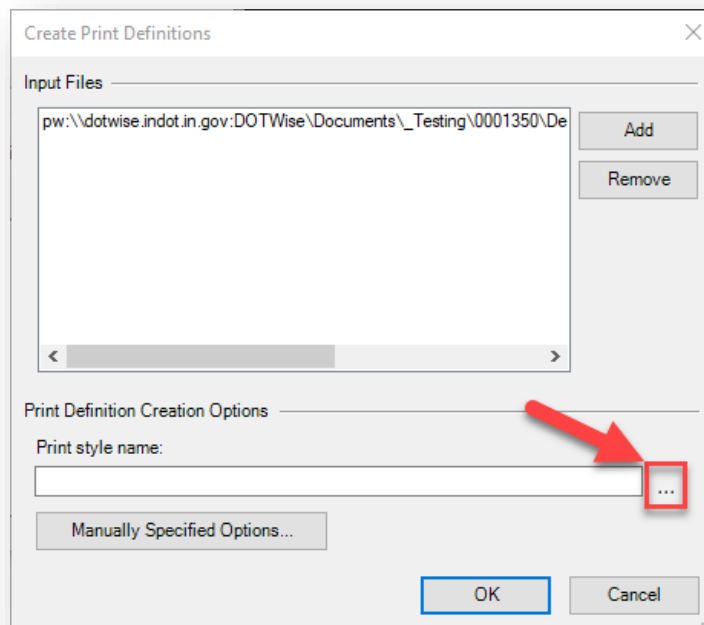 Create Print Definitions
Input Files
pw:\\dotwise.indot.in.gov:DOTWise\Documents\_Testing\0001350\De
Add
Remove
Print Definition Creation Options
Print style name:
...
Manually Specified Options...
OK
Cancel